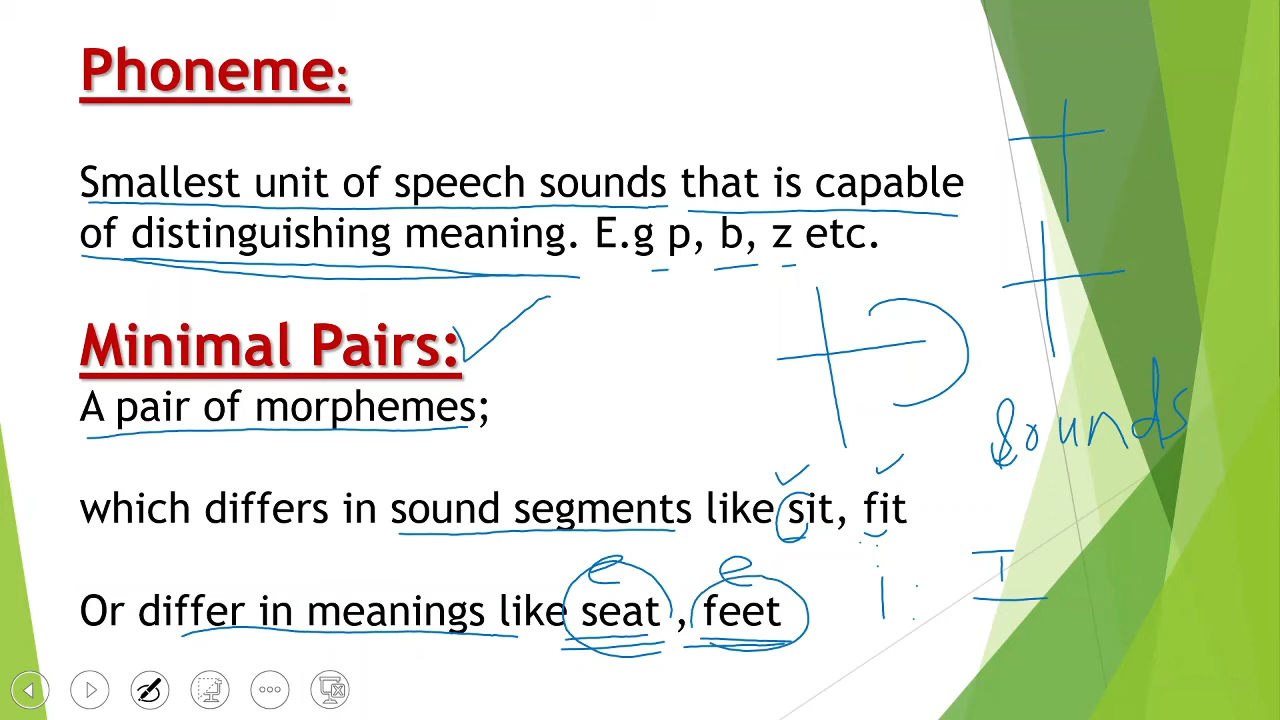 Phoneme:
Smallest unit of speech sounds that is capable
of distinguishing meaning. E.g p, b, z etc.
Minimal Pairs:
A pair of morphemes;
Sounds
which differs in sound segments like sit, fit
e e
i: I
Or differ in meanings like seat , feet